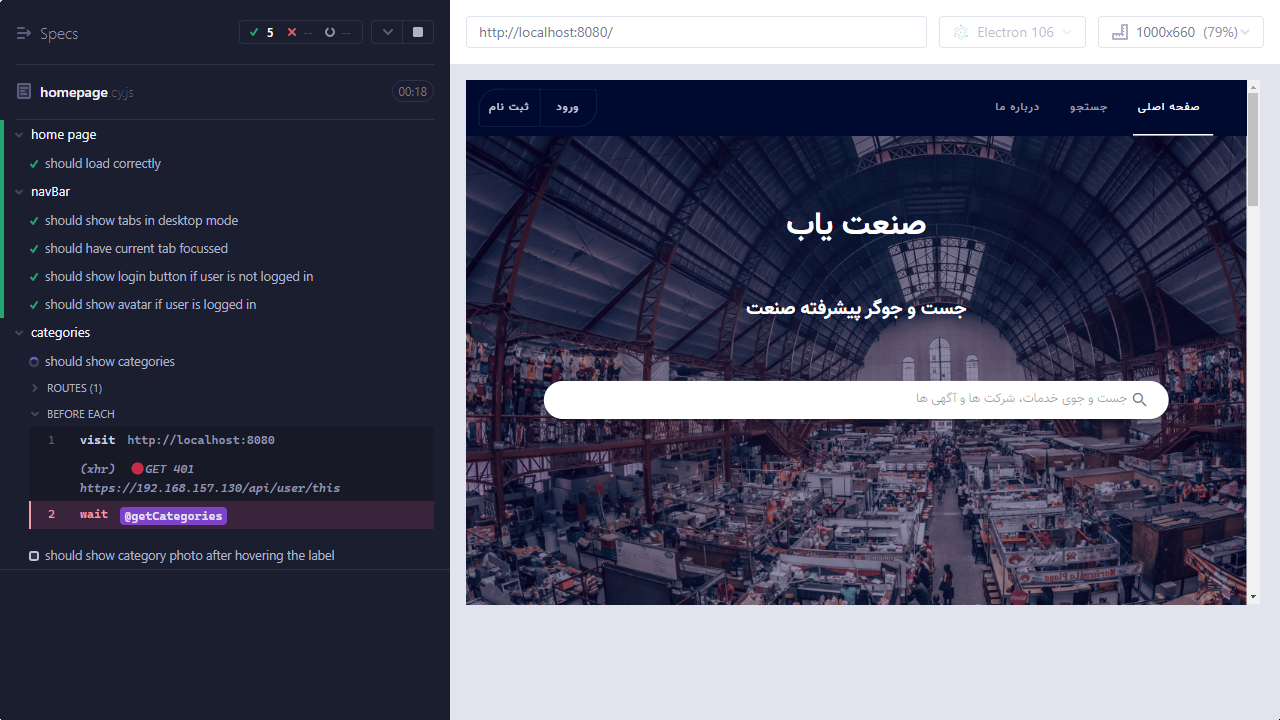 Specs
5 -- --
homepage.cy.js
00:18
home page
should load correctly
navBar
should show tabs in desktop mode
should have current tab focussed
should show login button if user is not logged in
should show avatar if user is logged in
categories
should show categories
ROUTES (1)
BEFORE EACH
1 visit http://localhost:8080
(xhr) GET 401
https://192.168.157.130/api/user/this
2 wait @getCategories
should show category photo after hovering the label
http://localhost:8080/
Electron 106
1000x660 (79%)
صفحه اصلی
جستجو
درباره ما
ورود
ثبت نام
صنعت یاب
جست و جوگر پیشرفته صنعت
جست و جوی خدمات، شرکت ها و آگهی ها